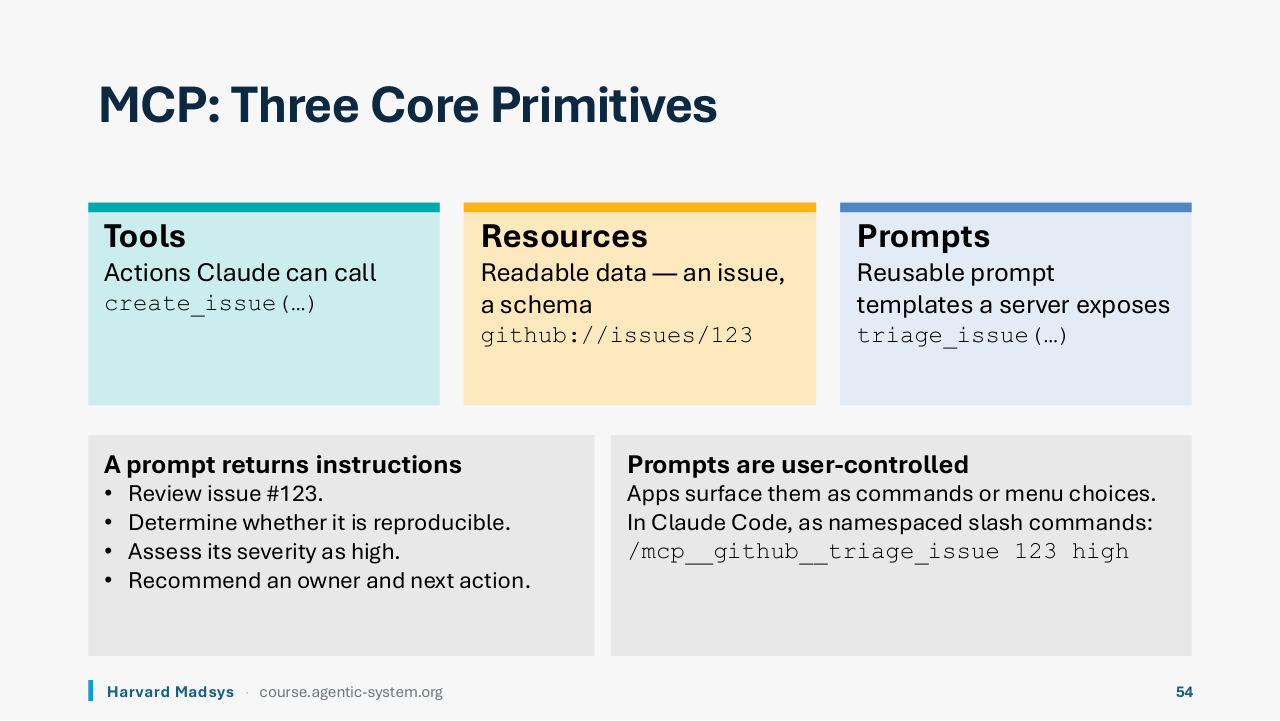 MCP: Three Core Primitives
Tools
Actions Claude can call
create_issue(…)
Resources
Readable data — an issue,
a schema
github://issues/123
Prompts
Reusable prompt
templates a server exposes
triage_issue(…)
A prompt returns instructions
• Review issue #123.
• Determine whether it is reproducible.
• Assess its severity as high.
• Recommend an owner and next action.
Prompts are user-controlled
Apps surface them as commands or menu choices.
In Claude Code, as namespaced slash commands:
/mcp__github__triage_issue 123 high
Harvard Madsys · course.agentic-system.org
54